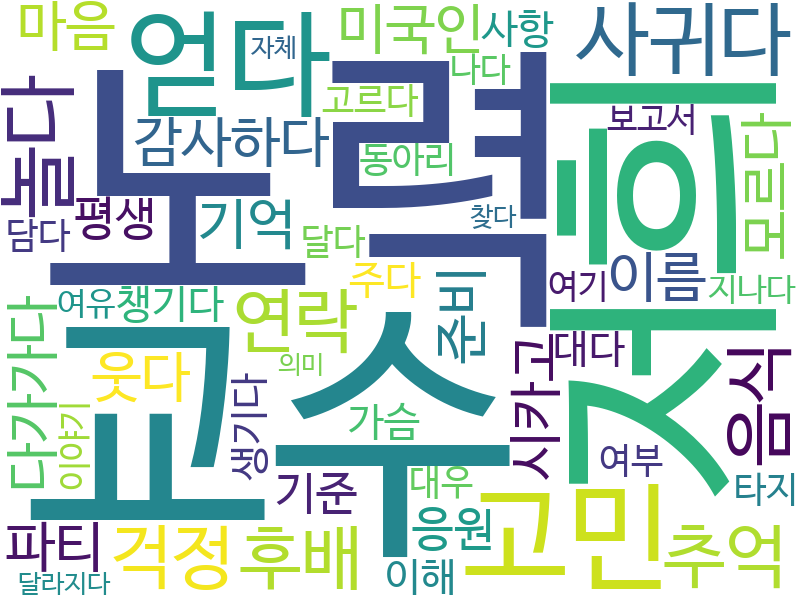 마음
얻다
자체
미국인
사항
사귀다
나다
고르다
노력
저희
놀다
감사하다
동아리
보고서
모르다
담다
평생
기억
달다
찾다
이름
여기
지나다
주다
여유
챙기다
연락
준비
다가가다
교수
웃다
의미
대다
시카고
음식
이야기
생기다
가슴
여부
기준
대우
타지
고민
응원
파티
걱정
후배
이해
추억
달라지다